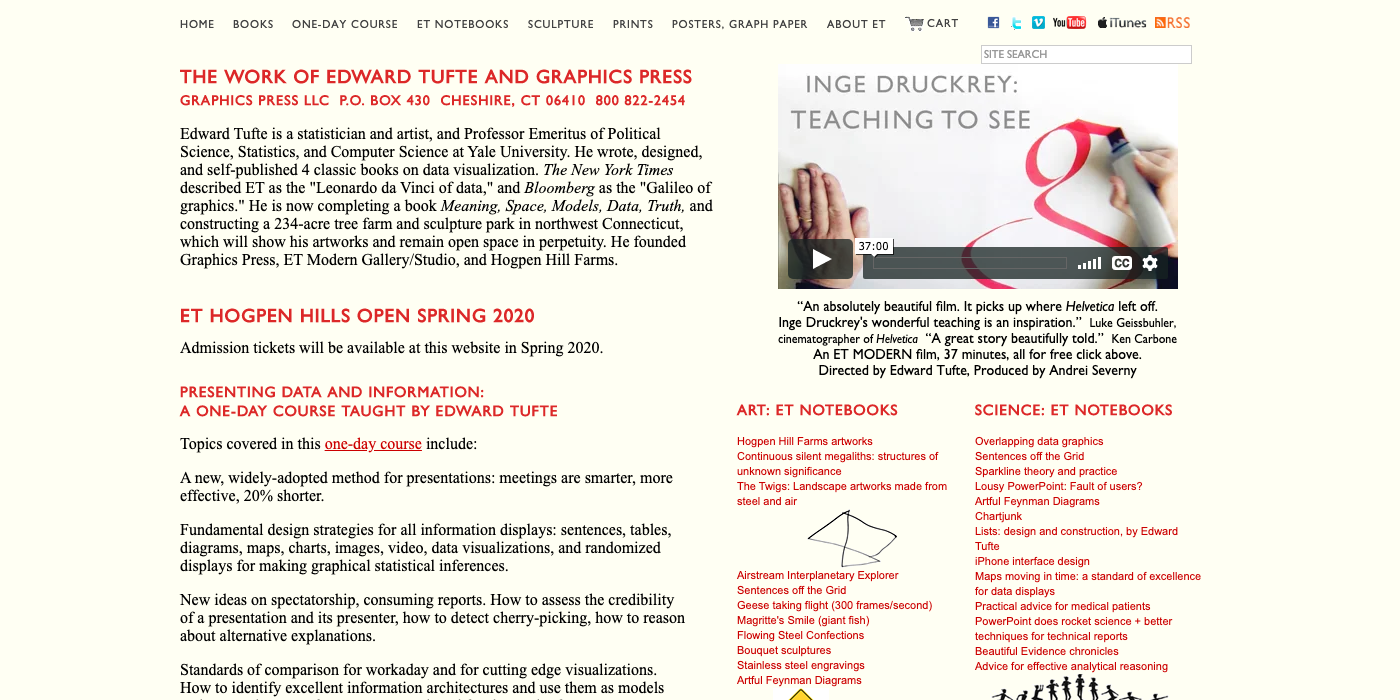 HOME BOOKS ONE-DAY COURSE ET NOTEBOOKS SCULPTURE PRINTS POSTERS, GRAPH PAPER ABOUT ET CART
You Tube iTunes RSS
SITE SEARCH
THE WORK OF EDWARD TUFTE AND GRAPHICS PRESS
GRAPHICS PRESS LLC P.O. BOX 430 CHESHIRE, CT 06410 800 822-2454
Edward Tufte is a statistician and artist, and Professor Emeritus of Political
Science, Statistics, and Computer Science at Yale University. He wrote, designed,
and self-published 4 classic books on data visualization. The New York Times
described ET as the "Leonardo da Vinci of data," and Bloomberg as the "Galileo of
graphics." He is now completing a book Meaning, Space, Models, Data, Truth, and
constructing a 234-acre tree farm and sculpture park in northwest Connecticut,
which will show his artworks and remain open space in perpetuity. He founded
Graphics Press, ET Modern Gallery/Studio, and Hogpen Hill Farms.
ET HOGPEN HILLS OPEN SPRING 2020
Admission tickets will be available at this website in Spring 2020.
PRESENTING DATA AND INFORMATION:
A ONE-DAY COURSE TAUGHT BY EDWARD TUFTE
Topics covered in this one-day course include:
A new, widely-adopted method for presentations: meetings are smarter, more
effective, 20% shorter.
Fundamental design strategies for all information displays: sentences, tables,
diagrams, maps, charts, images, video, data visualizations, and randomized
displays for making graphical statistical inferences.
New ideas on spectatorship, consuming reports. How to assess the credibility
of a presentation and its presenter, how to detect cherry-picking, how to reason
about alternative explanations.
Standards of comparison for workaday and for cutting edge visualizations.
How to identify excellent information architectures and use them as models
INGE DRUCKREY:
TEACHING TO SEE
g
37:00
CC
“An absolutely beautiful film. It picks up where Helvetica left off.
Inge Druckrey's wonderful teaching is an inspiration.” Luke Geissbuhler,
cinematographer of Helvetica “A great story beautifully told.” Ken Carbone
An ET MODERN film, 37 minutes, all for free click above.
Directed by Edward Tufte, Produced by Andrei Severny
ART: ET NOTEBOOKS
Hogpen Hill Farms artworks
Continuous silent megaliths: structures of
unknown significance
The Twigs: Landscape artworks made from
steel and air
Airstream Interplanetary Explorer
Sentences off the Grid
Geese taking flight (300 frames/second)
Magritte's Smile (giant fish)
Flowing Steel Confections
Bouquet sculptures
Stainless steel engravings
Artful Feynman Diagrams
SCIENCE: ET NOTEBOOKS
Overlapping data graphics
Sentences off the Grid
Sparkline theory and practice
Lousy PowerPoint: Fault of users?
Artful Feynman Diagrams
Chartjunk
Lists: design and construction, by Edward
Tufte
iPhone interface design
Maps moving in time: a standard of excellence
for data displays
Practical advice for medical patients
PowerPoint does rocket science + better
techniques for technical reports
Beautiful Evidence chronicles
Advice for effective analytical reasoning